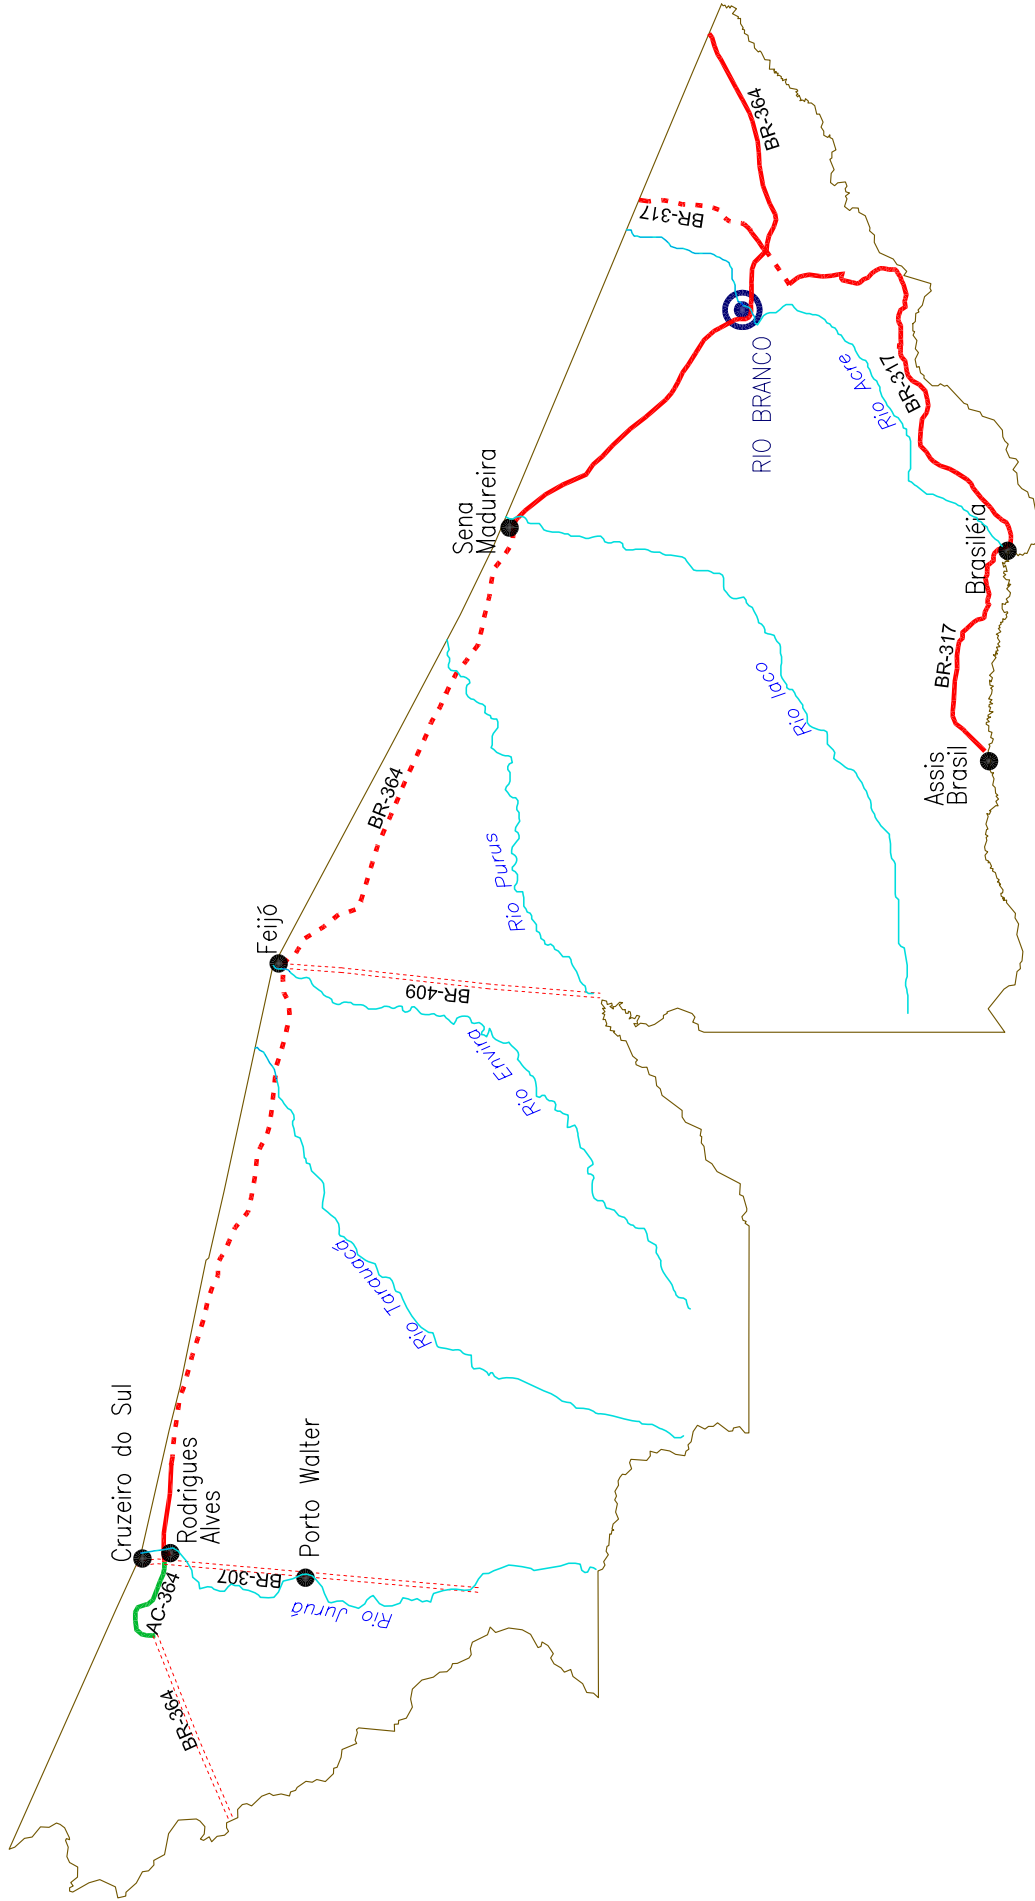 Cruzeiro do Sul
Rodrigues
Alves
AC-364
BR-364
BR-307
Porto Walter
Rio Juruá
Rio Tarauacá
Feijó
BR-409
Rio Envira
BR-364
Rio Purus
Sena
Madureira
Rio Iaco
BR-317
BR-364
RIO BRANCO
Rio Acre
BR-317
Brasiléia
BR-317
Assis
Brasil